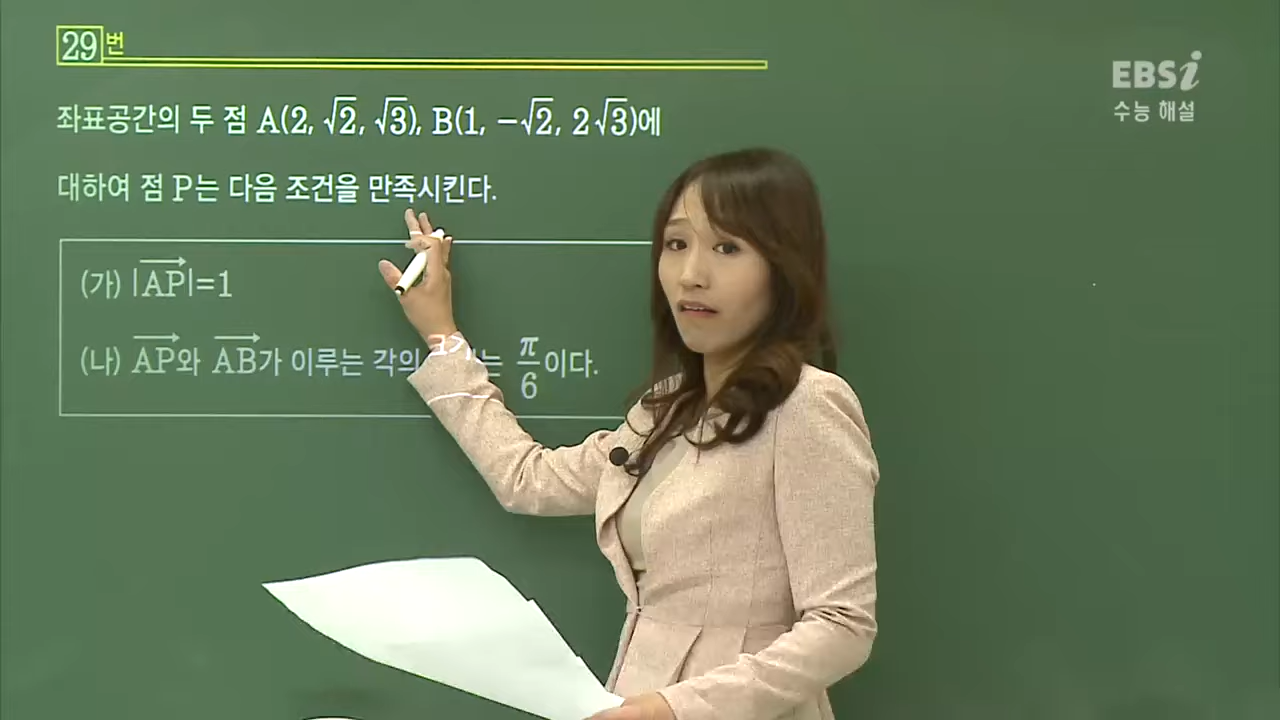 29번
EBSi
수능 해설
좌표공간의 두 점 A(2, √2, √3), B(1, −√2, 2√3)에
대하여 점 P는 다음 조건을 만족시킨다.
(가) |AP|=1
(나) AP와 AB가 이루는 각의 크기는 π/6이다.